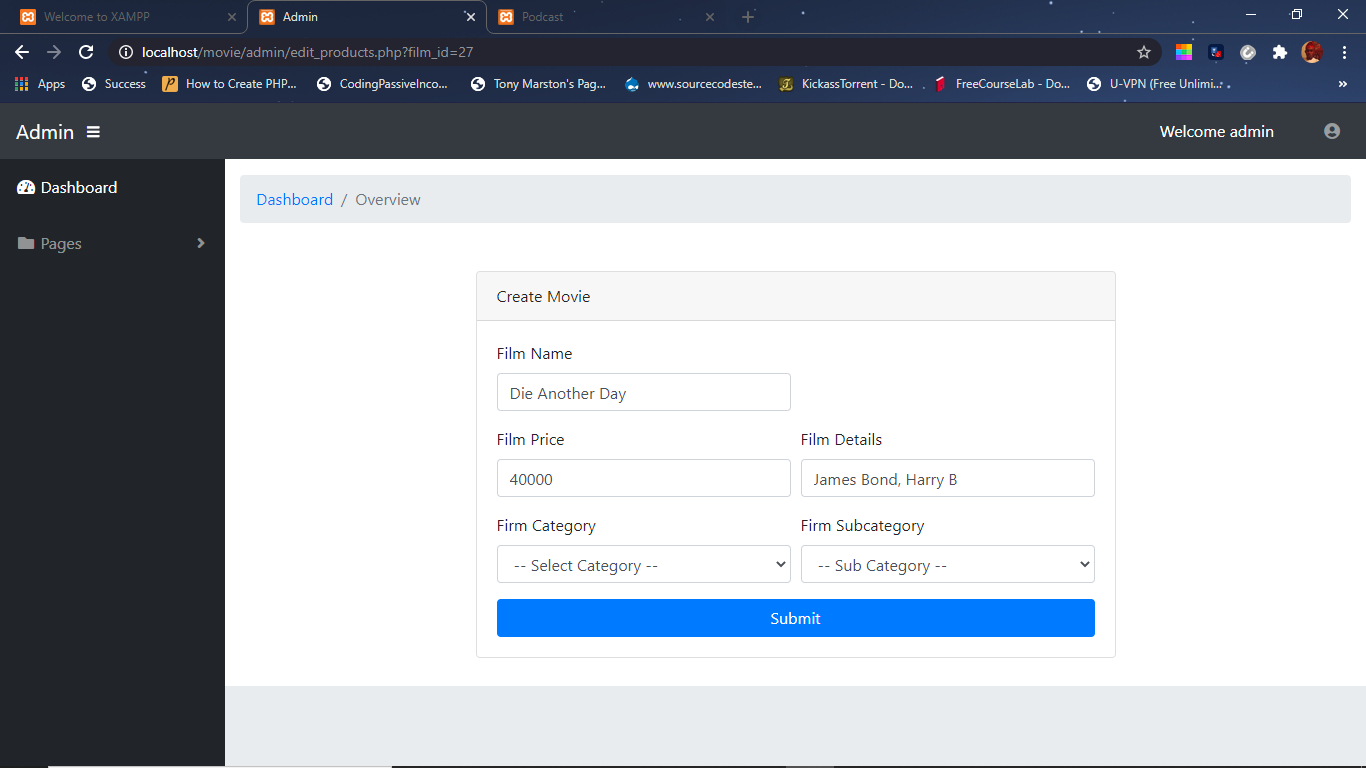 Welcome to XAMPP
Admin
Podcast
localhost/movie/admin/edit_products.php?film_id=27
Apps
Success
How to Create PHP...
CodingPassiveInco...
Tony Marston's Pag...
www.sourcecodeste...
KickassTorrent - Do...
FreeCourseLab - Do...
U-VPN (Free Unlimi...
»
Admin
Welcome admin
Dashboard
Pages
Dashboard / Overview
Create Movie
Film Name
Die Another Day
Film Price
Film Details
40000
James Bond, Harry B
Firm Category
Firm Subcategory
-- Select Category --
-- Sub Category --
Submit